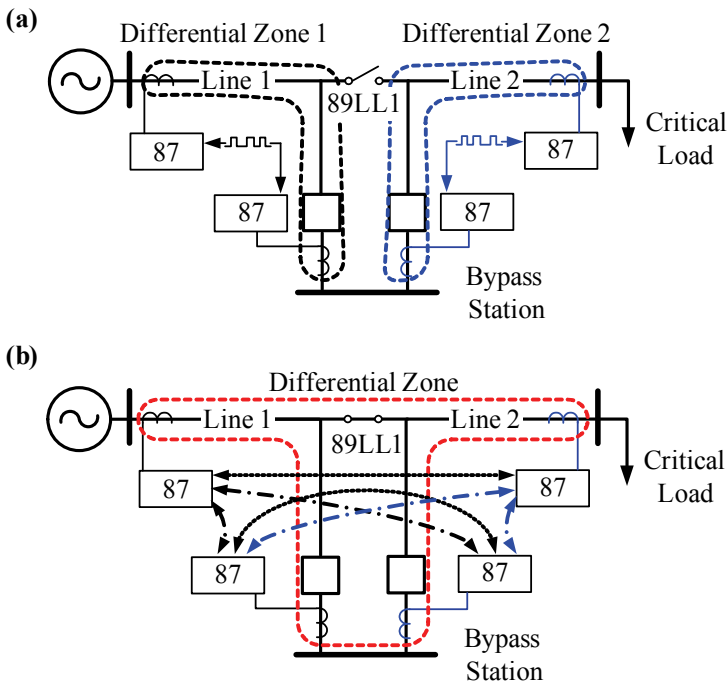 (a)
Differential Zone 1
Differential Zone 2
Line 1
Line 2
89LL1
87
87
87
87
Critical
Load
Bypass
Station
(b)
Differential Zone
Line 1
Line 2
89LL1
87
87
87
87
Critical
Load
Bypass
Station